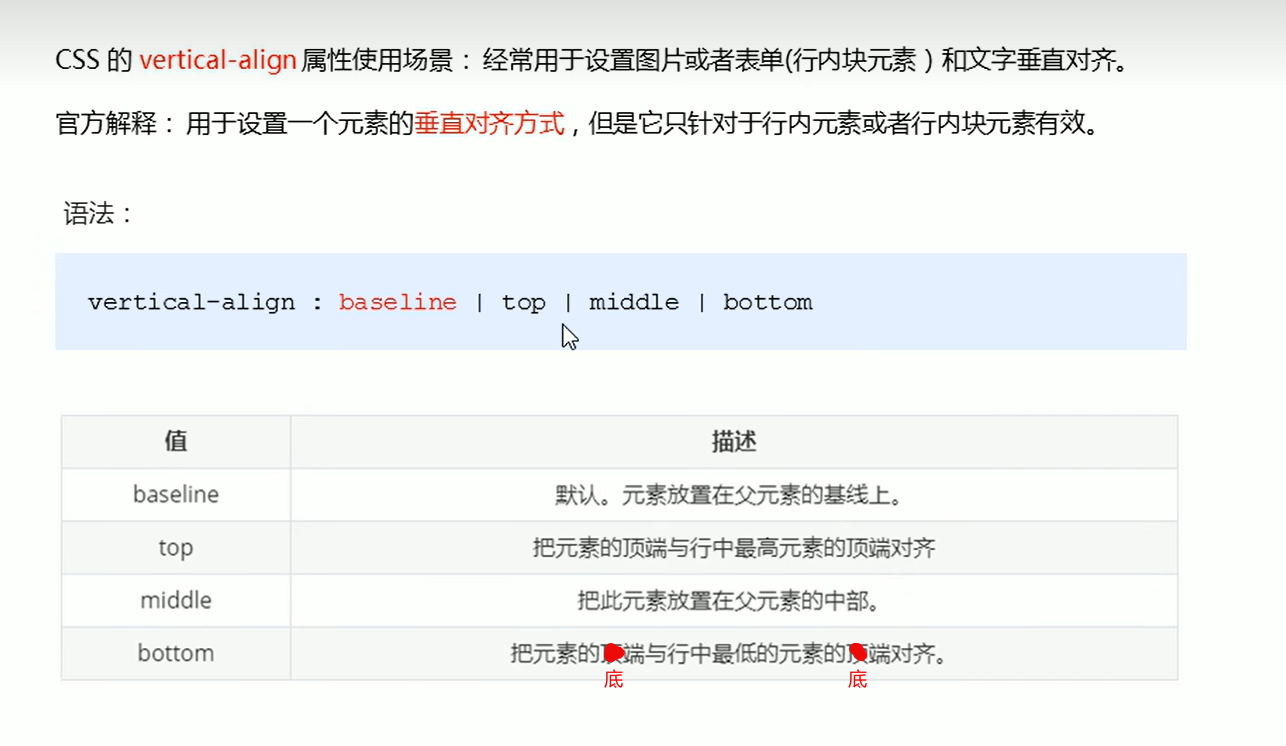 CSS 的 vertical-align 属性使用场景： 经常用于设置图片或者表单(行内块元素）和文字垂直对齐。
官方解释： 用于设置一个元素的垂直对齐方式，但是它只针对于行内元素或者行内块元素有效。
语法：
vertical-align : baseline | top | middle | bottom
值 描述
baseline 默认。元素放置在父元素的基线上。
top 把元素的顶端与行中最高元素的顶端对齐
middle 把此元素放置在父元素的中部。
bottom 把元素的顶端与行中最低的元素的顶端对齐。
底 底